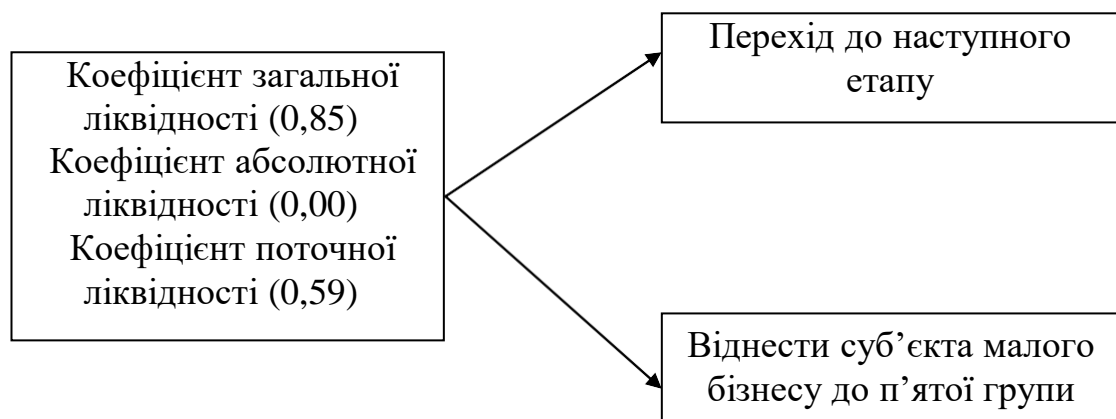 Коефіцієнт загальної
ліквідності (0,85)
Коефіцієнт абсолютної
ліквідності (0,00)
Коефіцієнт поточної
ліквідності (0,59)
Перехід до наступного
етапу
Віднести суб’єкта малого
бізнесу до п’ятої групи